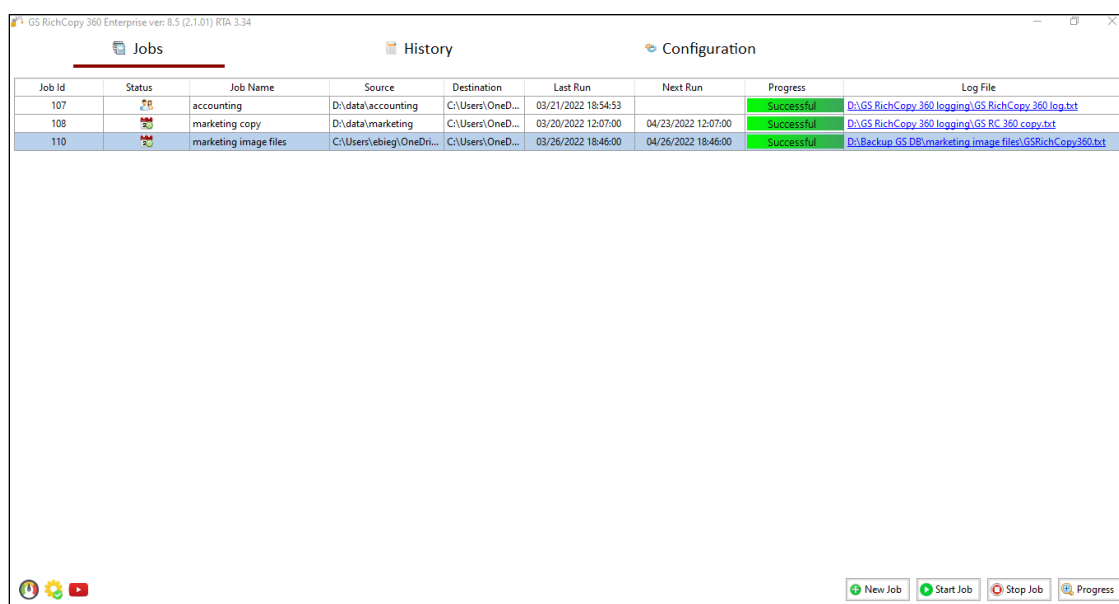 GS RichCopy 360 Enterprise ver: 8.5 (2.1.01) RTA 3.34
Jobs History Configuration
Job Id Status Job Name Source Destination Last Run Next Run Progress Log File
107 accounting D:\data\accounting C:\Users\OneD... 03/21/2022 18:54:53 Successful D:\GS RichCopy 360 logging\GS RichCopy 360 log.txt
108 marketing copy D:\data\marketing C:\Users\OneD... 03/20/2022 12:07:00 04/23/2022 12:07:00 Successful D:\GS RichCopy 360 logging\GS RC 360 copy.txt
110 marketing image files C:\Users\ebieg\OneDri... C:\Users\OneD... 03/26/2022 18:46:00 04/26/2022 18:46:00 Successful D:\Backup GS DB\marketing image files\GSRichCopy360.txt
New Job Start Job Stop Job Progress